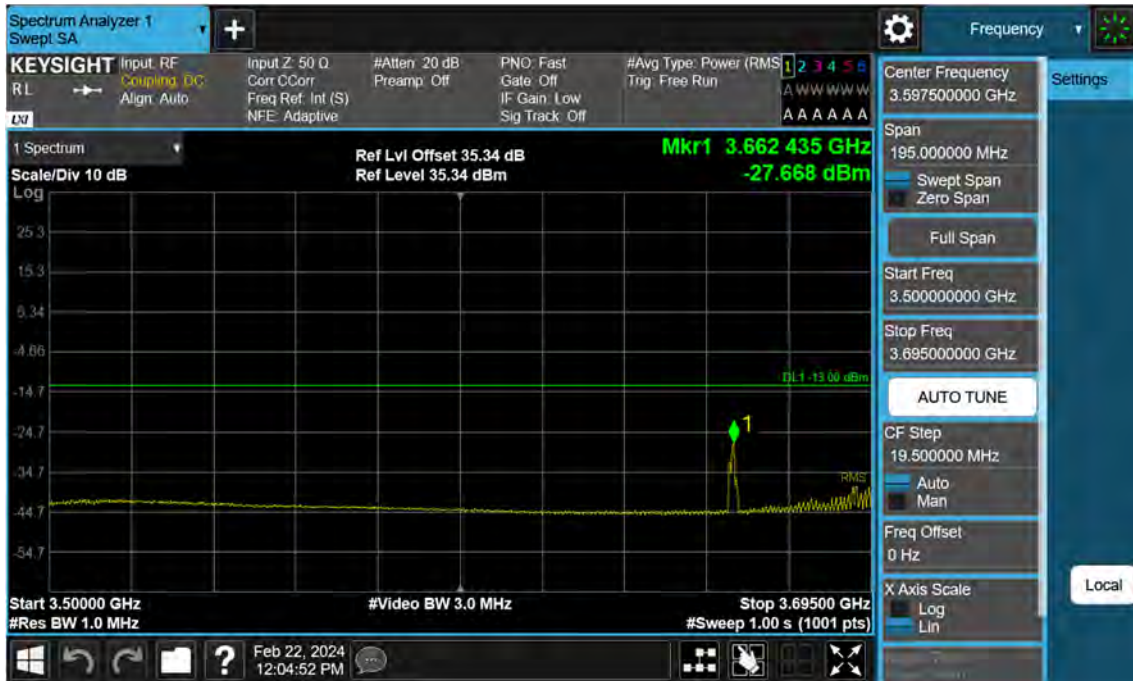 Spectrum Analyzer 1
Swept SA
+
Frequency
KEYSIGHT
RL
LXI
Input: RF
Coupling: DC
Align: Auto
Input Z: 50 Ω
Corr CCorr
Freq Ref: Int (S)
NFE: Adaptive
#Atten: 20 dB
Preamp: Off
PNO: Fast
Gate: Off
IF Gain: Low
Sig Track: Off
#Avg Type: Power (RMS
Trig: Free Run
1 2 3 4 5 6
A W W W W W
A A A A A A
1 Spectrum
Scale/Div 10 dB
Ref Lvl Offset 35.34 dB
Ref Level 35.34 dBm
Mkr1 3.662 435 GHz
-27.668 dBm
Log
25.3
15.3
5.34
-4.66
DL1 -13.00 dBm
-14.7
1
-24.7
-34.7
RMS
-44.7
-54.7
Start 3.50000 GHz
#Video BW 3.0 MHz
Stop 3.69500 GHz
#Res BW 1.0 MHz
#Sweep 1.00 s (1001 pts)
?
Feb 22, 2024
12:04:52 PM
Center Frequency
3.597500000 GHz
Settings
Span
195.000000 MHz
Swept Span
Zero Span
Full Span
Start Freq
3.500000000 GHz
Stop Freq
3.695000000 GHz
AUTO TUNE
CF Step
19.500000 MHz
Auto
Man
Freq Offset
0 Hz
X Axis Scale
Log
Lin
Local